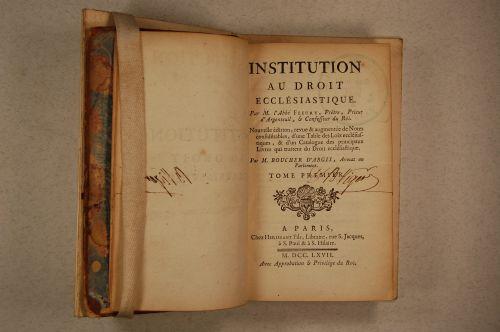 INSTITUTION
AU DROIT
ECCLÉSIASTIQUE.
Par M. l'Abbé FLEURY, Prêtre, Prieur
d'Argenteuil, & Confesseur du Roi.
Nouvelle édition, revue & augmentée de Notes
considérables, d'une Table des Loix ecclésias-
tiques, & d'un Catalogue des principaux
Livres qui traitent du Droit ecclésiastique.
Par M. BOUCHER D'ARGIS, Avocat au
Parlement.
TOME PREMIER.
A PARIS,
Chez HERISSANT Fils, Libraire, rue S. Jacques,
à S. Paul & à S. Hilaire.
M. DCC. LXVII.
Avec Approbation & Privilége du Roi.